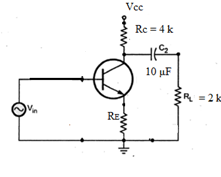 Vcc
Rc = 4 k
C2
10 µF
RL = 2 k
Vin
RE